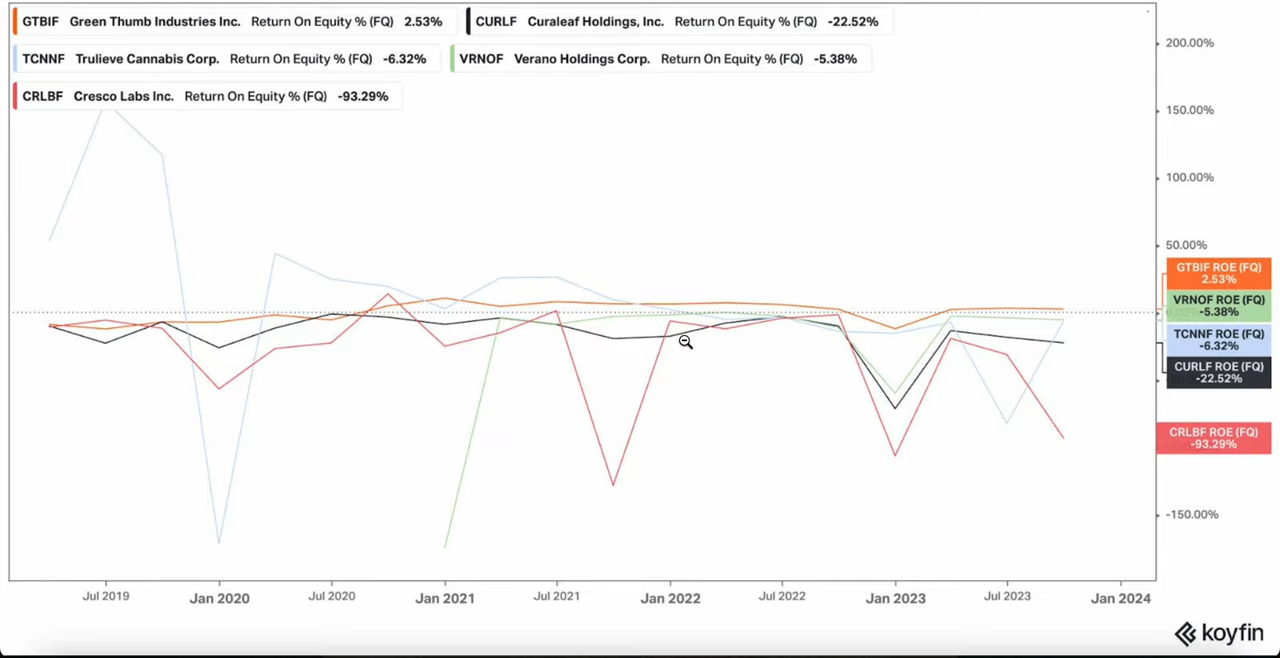 GTBIF Green Thumb Industries Inc. Return On Equity % (FQ) 2.53%
CURLF Curaleaf Holdings, Inc. Return On Equity % (FQ) -22.52%
TCNNF Trulieve Cannabis Corp. Return On Equity % (FQ) -6.32%
VRNOF Verano Holdings Corp. Return On Equity % (FQ) -5.38%
CRLBF Cresco Labs Inc. Return On Equity % (FQ) -93.29%
200.00%
150.00%
100.00%
50.00%
GTBIF ROE (FQ)
2.53%
VRNOF ROE (FQ)
-5.38%
TCNNF ROE (FQ)
-6.32%
CURLF ROE (FQ)
-22.52%
CRLBF ROE (FQ)
-93.29%
-150.00%
Jul 2019
Jan 2020
Jul 2020
Jan 2021
Jul 2021
Jan 2022
Jul 2022
Jan 2023
Jul 2023
Jan 2024
koyfin